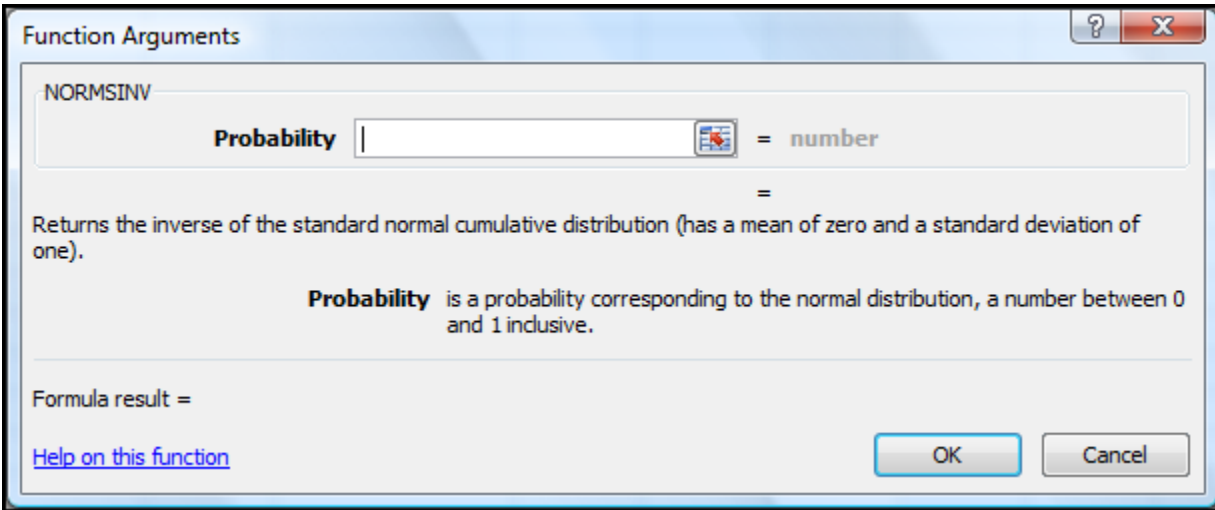 Function Arguments
NORMSINV
Probability = number
=
Returns the inverse of the standard normal cumulative distribution (has a mean of zero and a standard deviation of
one).
Probability is a probability corresponding to the normal distribution, a number between 0
and 1 inclusive.
Formula result =
Help on this function
OK Cancel